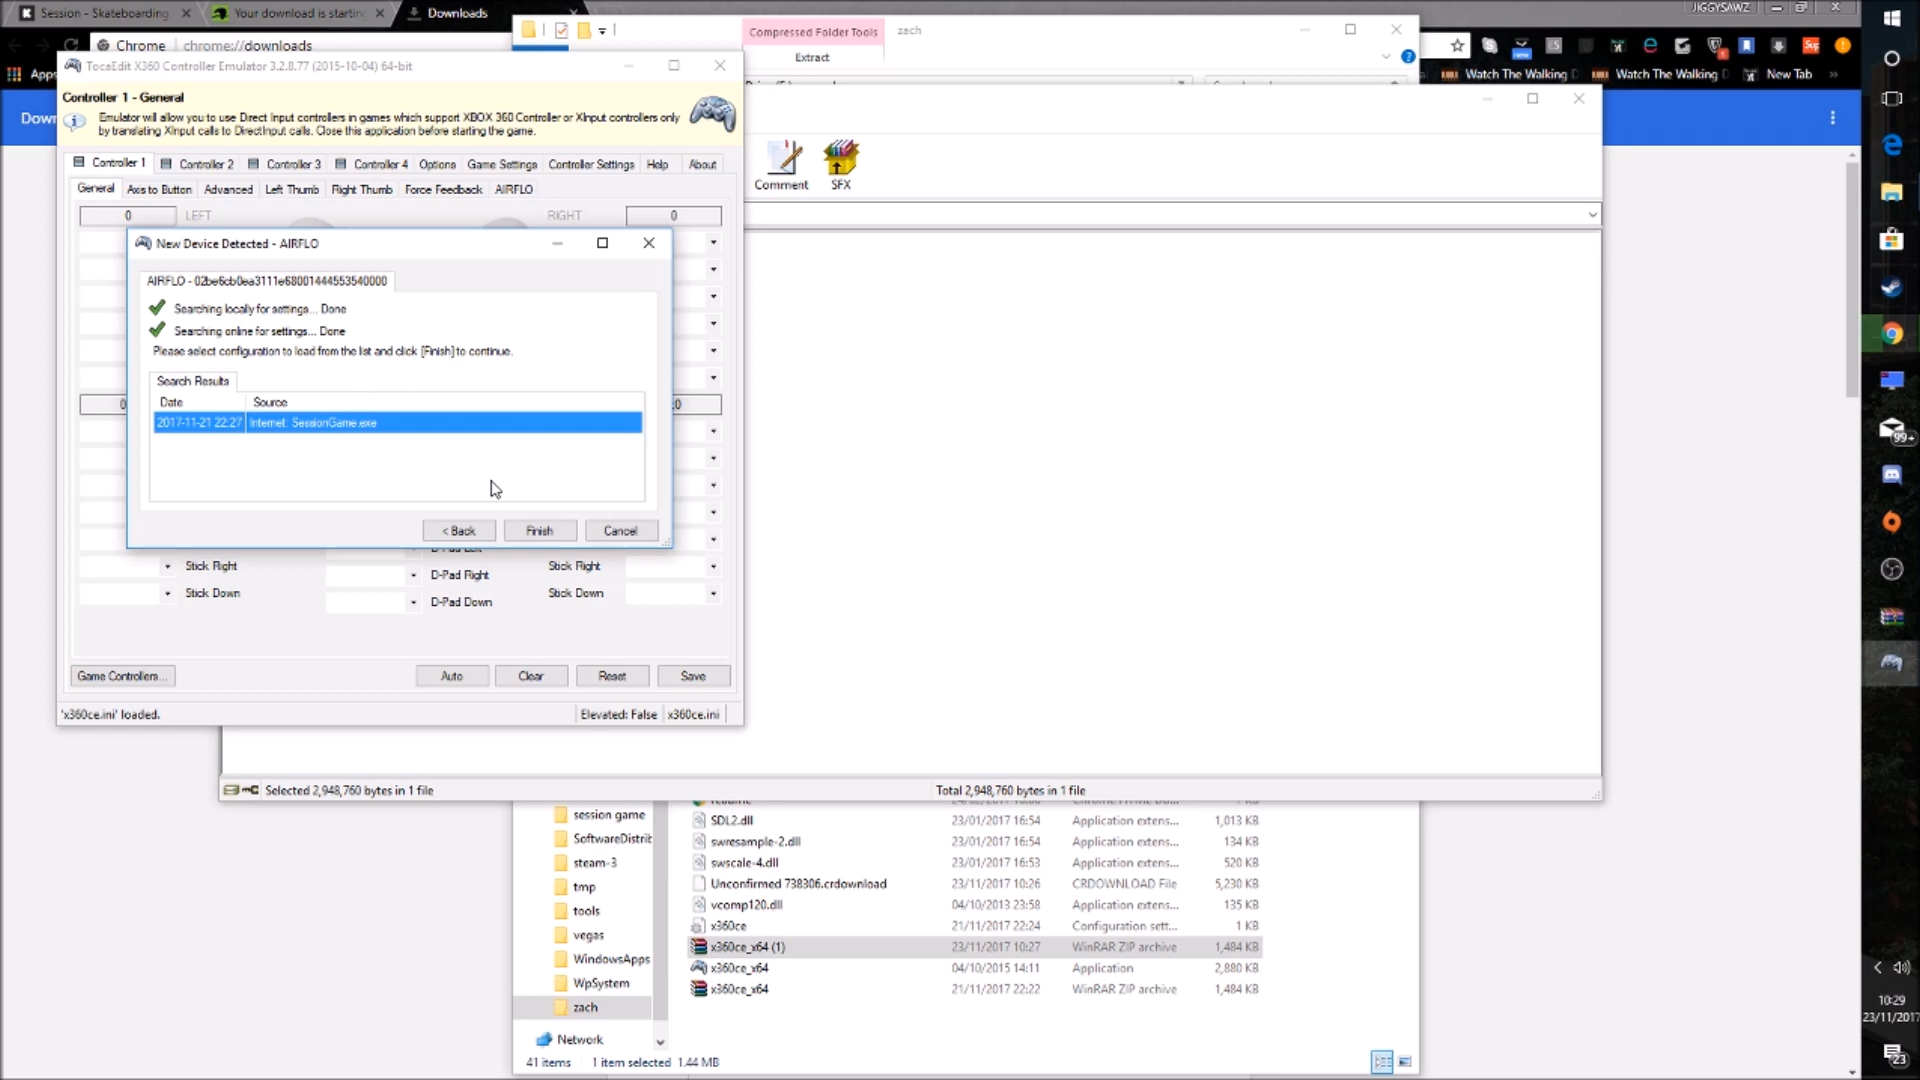 Session - Skateboarding
Your download is starting
Downloads
JIGGYSAWZ
Chrome
chrome://downloads
Compressed Folder Tools
zach
Extract
Apps
Watch The Walking D
Watch The Walking D
New Tab
TocaEdit X360 Controller Emulator 3.2.8.77 (2015-10-04) 64-bit
Controller 1 - General
Emulator will allow you to use Direct Input controllers in games which support XBOX 360 Controller or XInput controllers only
by translating XInput calls to DirectInput calls. Close this application before starting the game.
Down
Controller 1
Controller 2
Controller 3
Controller 4
Options
Game Settings
Controller Settings
Help
About
General
Axis to Button
Advanced
Left Thumb
Right Thumb
Force Feedback
AIRFLO
Comment
SFX
0
LEFT
RIGHT
0
New Device Detected - AIRFLO
AIRFLO - 02be6cb0ea3111e68001444553540000
Searching locally for settings... Done
Searching online for settings... Done
Please select configuration to load from the list and click [Finish] to continue.
Search Results
Date
Source
2017-11-21 22:27
Internet: SessionGame.exe
< Back
Finish
Cancel
Stick Right
D-Pad Right
Stick Right
Stick Down
D-Pad Down
Stick Down
Game Controllers...
Auto
Clear
Reset
Save
'x360ce.ini' loaded.
Elevated: False
x360ce.ini
Selected 2,948,760 bytes in 1 file
Total 2,948,760 bytes in 1 file
session game
SoftwareDistrib
steam-3
tmp
tools
vegas
WindowsApps
WpSystem
zach
Network
SDL2.dll 23/01/2017 16:54 Application extens... 1,013 KB
swresample-2.dll 23/01/2017 16:54 Application extens... 134 KB
swscale-4.dll 23/01/2017 16:53 Application extens... 520 KB
Unconfirmed 738306.crdownload 23/11/2017 10:26 CRDOWNLOAD File 5,230 KB
vcomp120.dll 04/10/2013 23:58 Application extens... 135 KB
x360ce 21/11/2017 22:24 Configuration sett... 1 KB
x360ce_x64 (1) 23/11/2017 10:27 WinRAR ZIP archive 1,484 KB
x360ce_x64 04/10/2015 14:11 Application 2,880 KB
x360ce_x64 21/11/2017 22:22 WinRAR ZIP archive 1,484 KB
41 items
1 item selected 1.44 MB
99+
10:29
23/11/2017
23